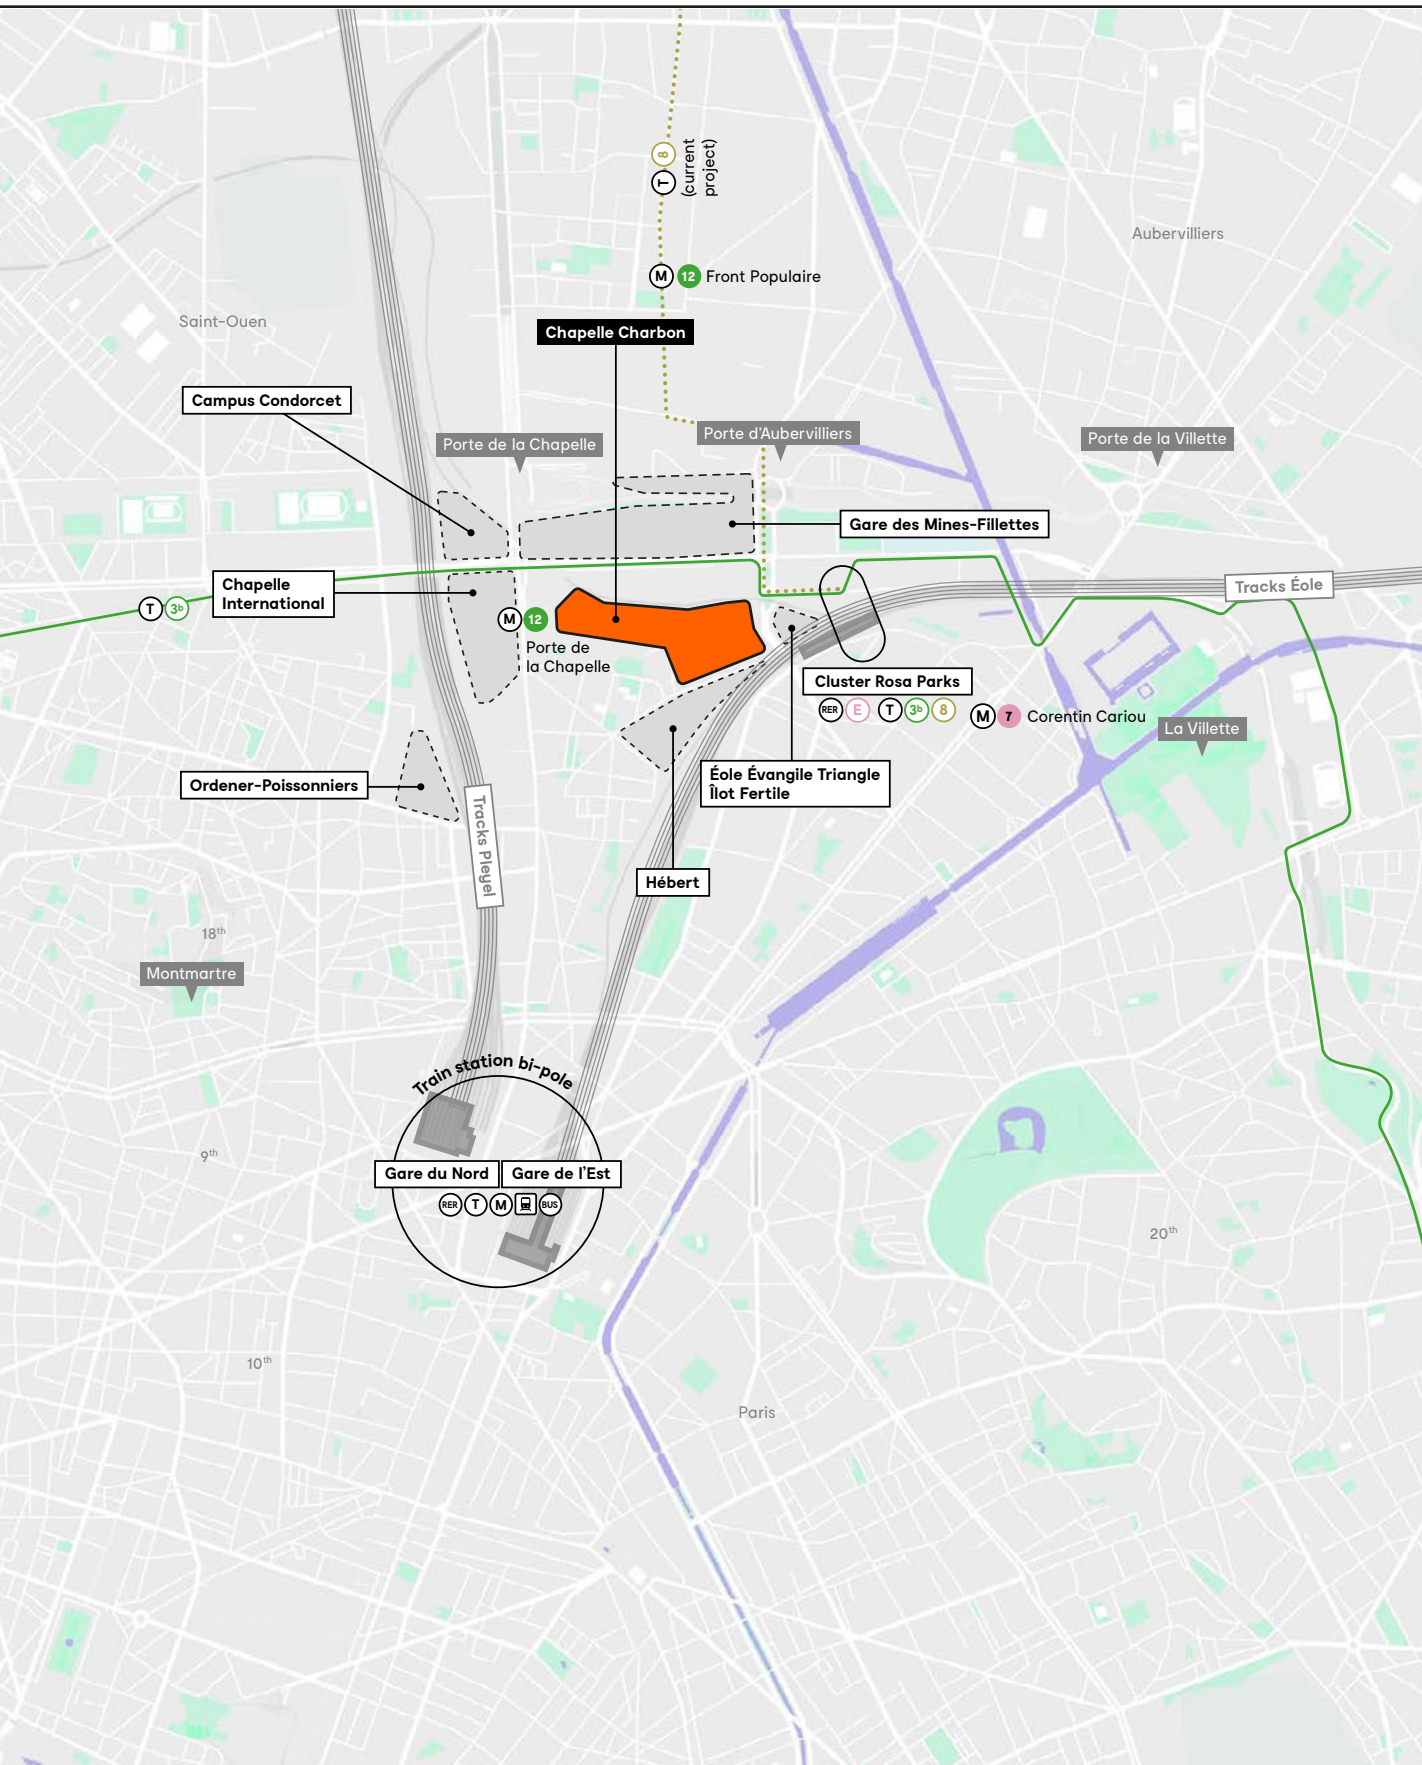 8
T
(current
project)
Aubervilliers
M 12 Front Populaire
Saint-Ouen
Chapelle Charbon
Campus Condorcet
Porte de la Chapelle
Porte d'Aubervilliers
Porte de la Villette
Gare des Mines-Fillettes
Tracks Éole
Chapelle
International
T 3b
M 12
Porte de
la Chapelle
Cluster Rosa Parks
RER E T 3b 8
M 7 Corentin Cariou
La Villette
Éole Évangile Triangle
Îlot Fertile
Ordener-Poissonniers
Tracks Pleyel
Hébert
18th
Montmartre
Train station bi-pole
9th
Gare du Nord
Gare de l'Est
RER T M BUS
20th
10th
Paris